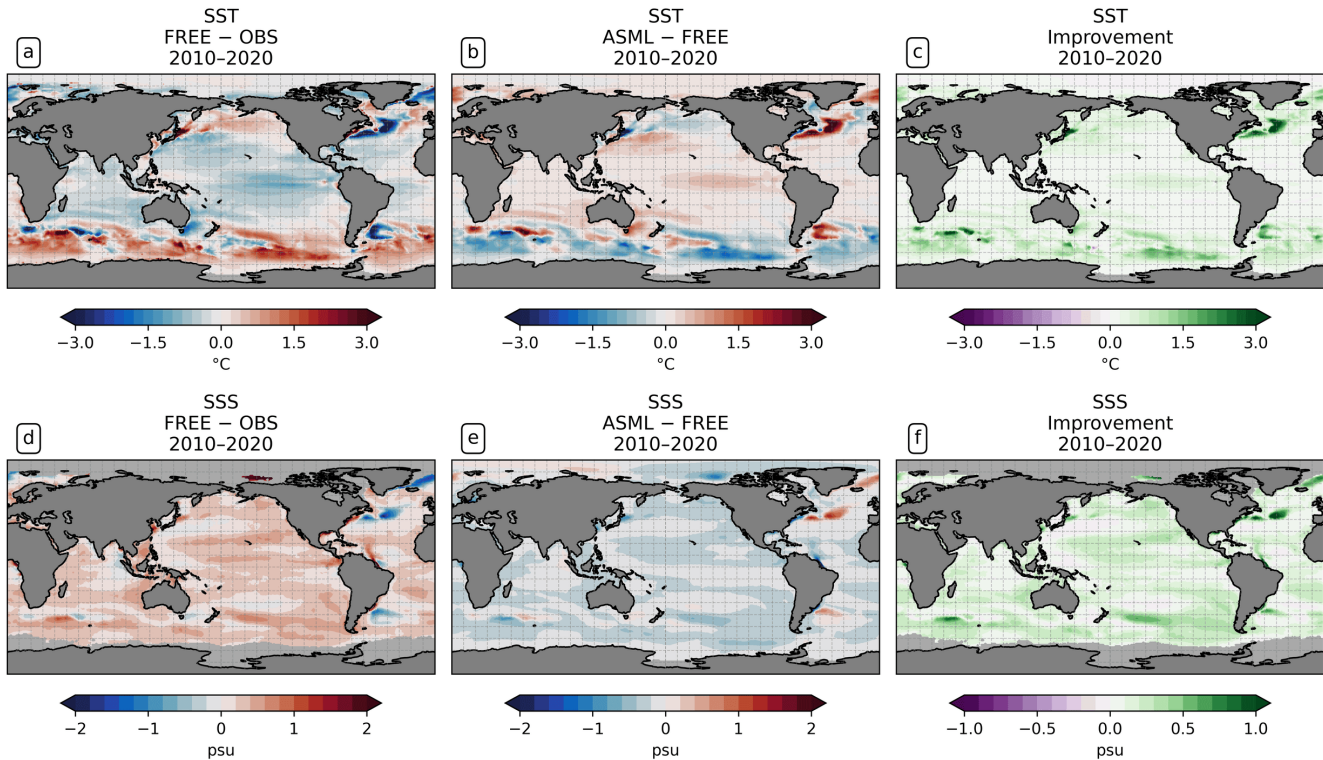 SST
FREE − OBS
2010–2020
a
SST
ASML − FREE
2010–2020
b
SST
Improvement
2010–2020
c
−3.0 −1.5 0.0 1.5 3.0
°C
−3.0 −1.5 0.0 1.5 3.0
°C
−3.0 −1.5 0.0 1.5 3.0
°C
SSS
FREE − OBS
2010–2020
d
SSS
ASML − FREE
2010–2020
e
SSS
Improvement
2010–2020
f
−2 −1 0 1 2
psu
−2 −1 0 1 2
psu
−1.0 −0.5 0.0 0.5 1.0
psu